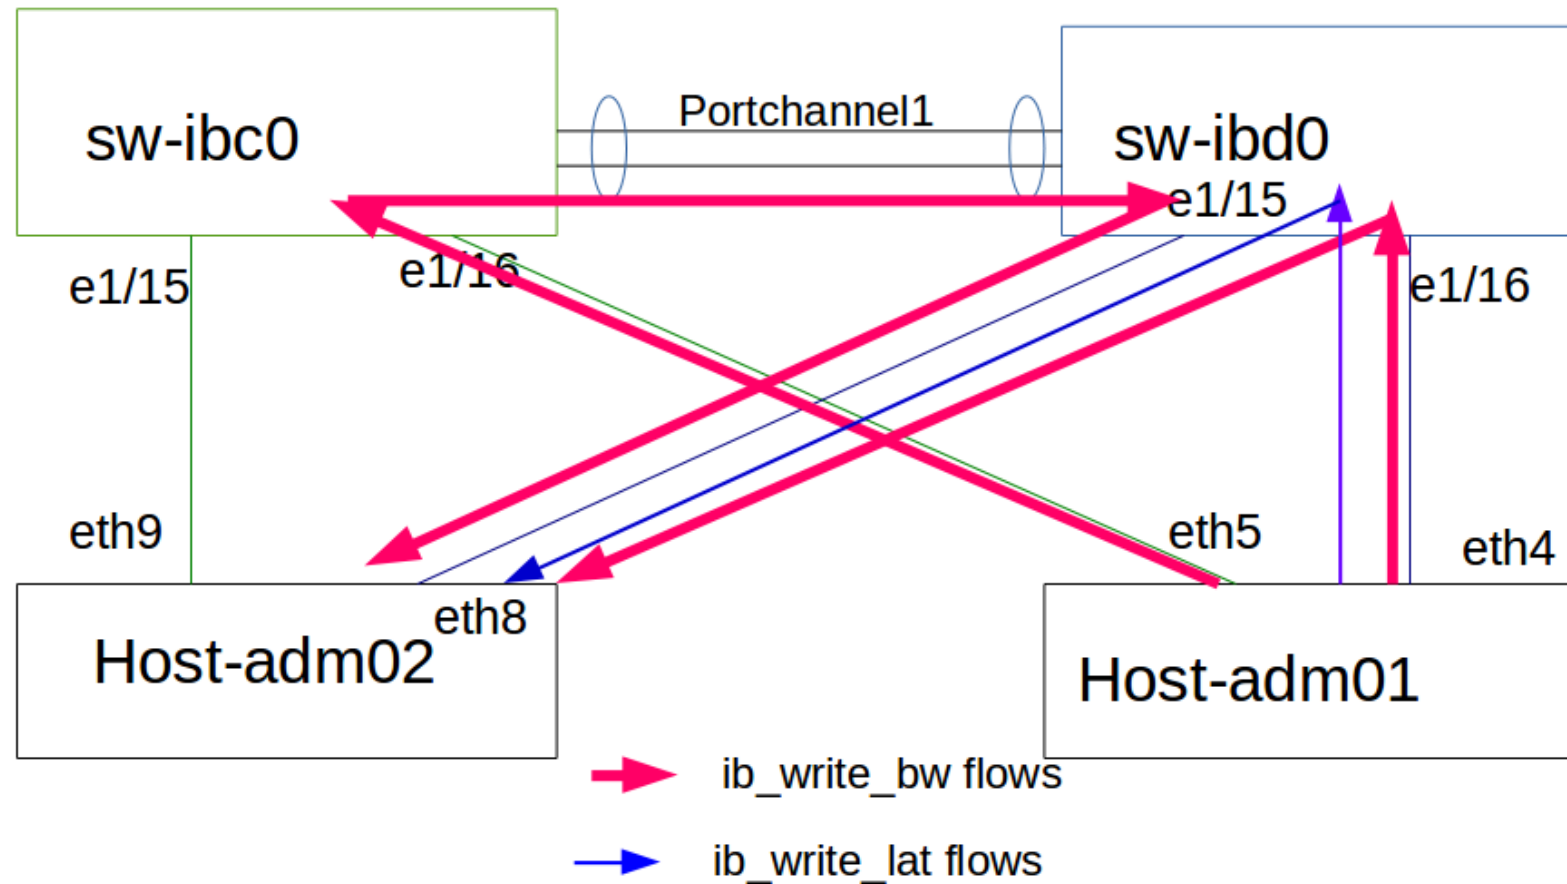 Portchannel1
sw-ibc0
sw-ibd0
e1/15
e1/15
e1/16
e1/16
eth9
eth5
eth4
eth8
Host-adm02
Host-adm01
ib_write_bw flows
ib_write_lat flows